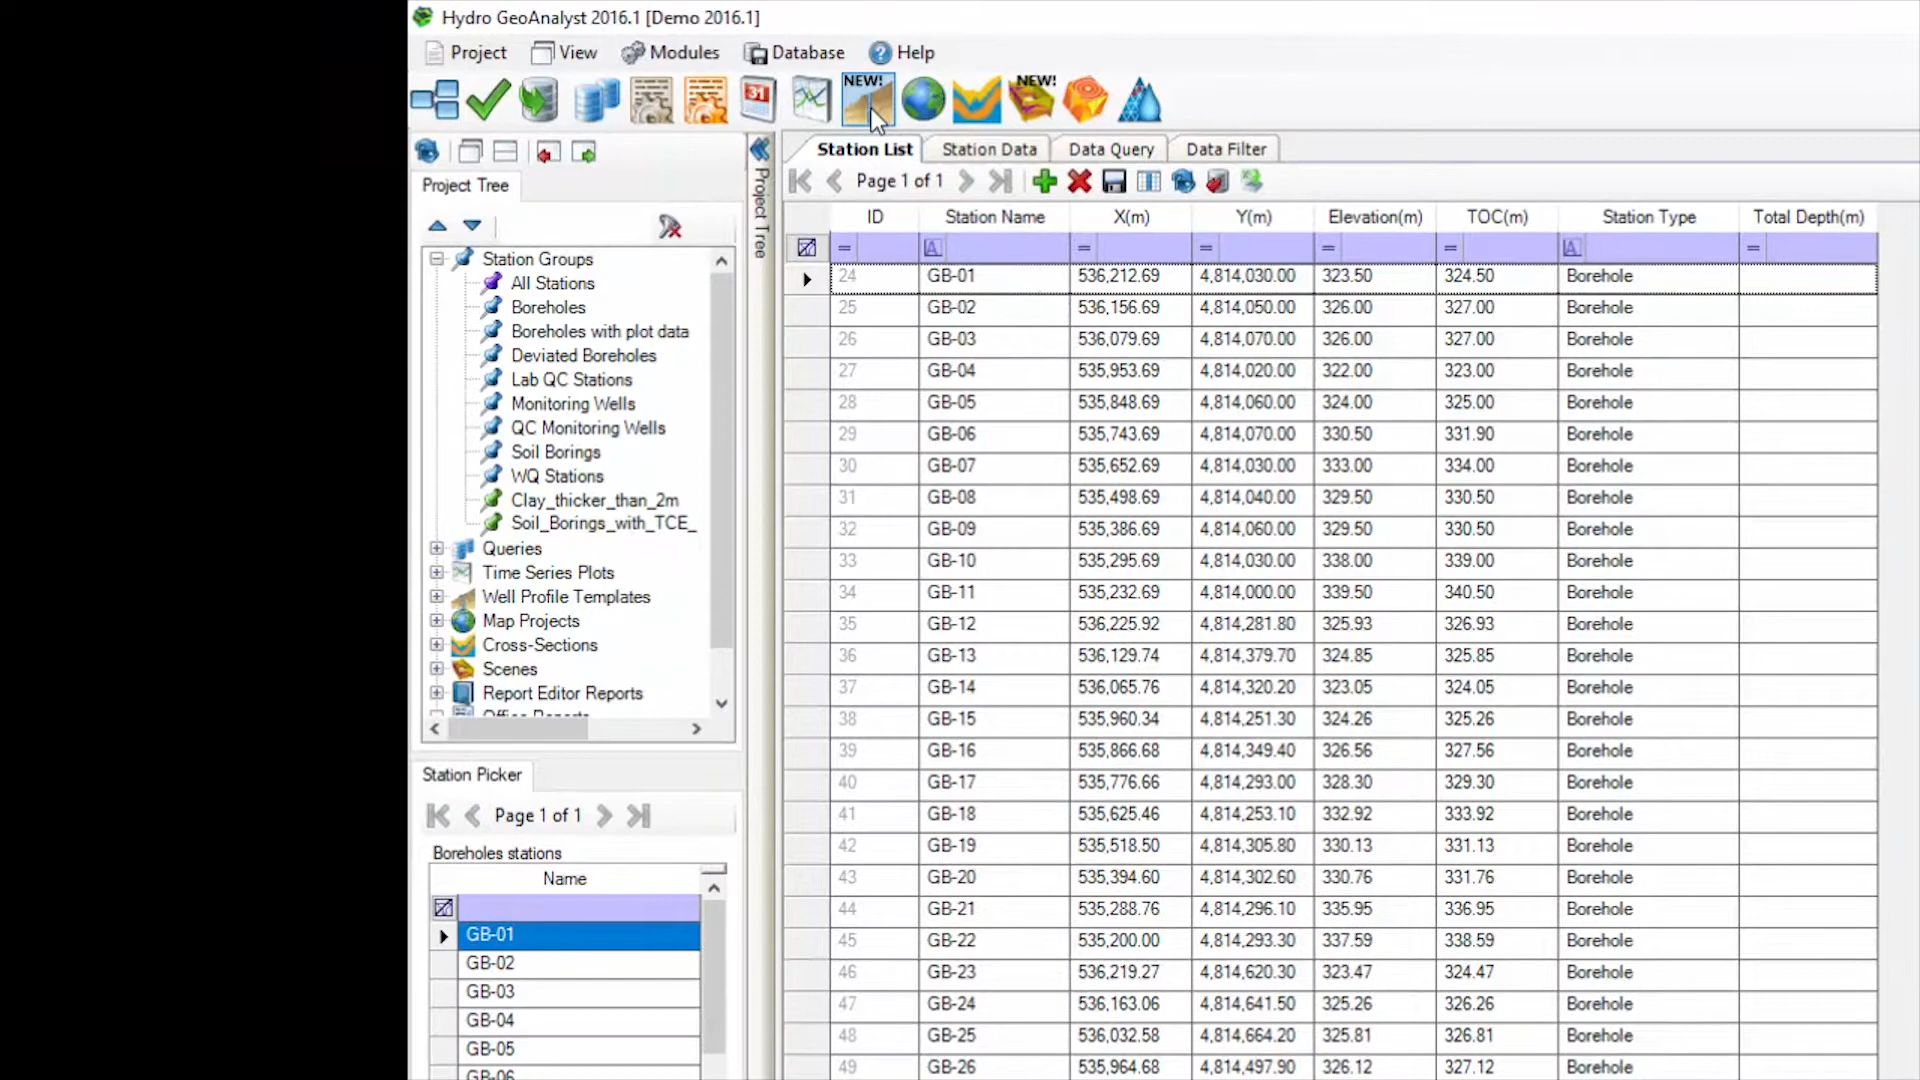 Hydro GeoAnalyst 2016.1 [Demo 2016.1]
Project View Modules Database Help
31 NEW! NEW!
Station List Station Data Data Query Data Filter
Page 1 of 1
Project Tree
Project Tree
Station Groups
All Stations
Boreholes
Boreholes with plot data
Deviated Boreholes
Lab QC Stations
Monitoring Wells
QC Monitoring Wells
Soil Borings
WQ Stations
Clay_thicker_than_2m
Soil_Borings_with_TCE_
Queries
Time Series Plots
Well Profile Templates
Map Projects
Cross-Sections
Scenes
Report Editor Reports
Office Reports
Station Picker
Page 1 of 1
Boreholes stations
Name
GB-01
GB-02
GB-03
GB-04
GB-05
GB-06
ID Station Name X(m) Y(m) Elevation(m) TOC(m) Station Type Total Depth(m)
= A = = = = A =
24 GB-01 536,212.69 4,814,030.00 323.50 324.50 Borehole
25 GB-02 536,156.69 4,814,050.00 326.00 327.00 Borehole
26 GB-03 536,079.69 4,814,070.00 326.00 327.00 Borehole
27 GB-04 535,953.69 4,814,020.00 322.00 323.00 Borehole
28 GB-05 535,848.69 4,814,060.00 324.00 325.00 Borehole
29 GB-06 535,743.69 4,814,070.00 330.50 331.90 Borehole
30 GB-07 535,652.69 4,814,030.00 333.00 334.00 Borehole
31 GB-08 535,498.69 4,814,040.00 329.50 330.50 Borehole
32 GB-09 535,386.69 4,814,060.00 329.50 330.50 Borehole
33 GB-10 535,295.69 4,814,030.00 338.00 339.00 Borehole
34 GB-11 535,232.69 4,814,000.00 339.50 340.50 Borehole
35 GB-12 536,225.92 4,814,281.80 325.93 326.93 Borehole
36 GB-13 536,129.74 4,814,379.70 324.85 325.85 Borehole
37 GB-14 536,065.76 4,814,320.20 323.05 324.05 Borehole
38 GB-15 535,960.34 4,814,251.30 324.26 325.26 Borehole
39 GB-16 535,866.68 4,814,349.40 326.56 327.56 Borehole
40 GB-17 535,776.66 4,814,293.00 328.30 329.30 Borehole
41 GB-18 535,625.46 4,814,253.10 332.92 333.92 Borehole
42 GB-19 535,518.50 4,814,305.80 330.13 331.13 Borehole
43 GB-20 535,394.60 4,814,302.60 330.76 331.76 Borehole
44 GB-21 535,288.76 4,814,296.10 335.95 336.95 Borehole
45 GB-22 535,200.00 4,814,293.30 337.59 338.59 Borehole
46 GB-23 536,219.27 4,814,620.30 323.47 324.47 Borehole
47 GB-24 536,163.06 4,814,641.50 325.26 326.26 Borehole
48 GB-25 536,032.58 4,814,664.20 325.81 326.81 Borehole
49 GB-26 535,964.68 4,814,497.90 326.12 327.12 Borehole